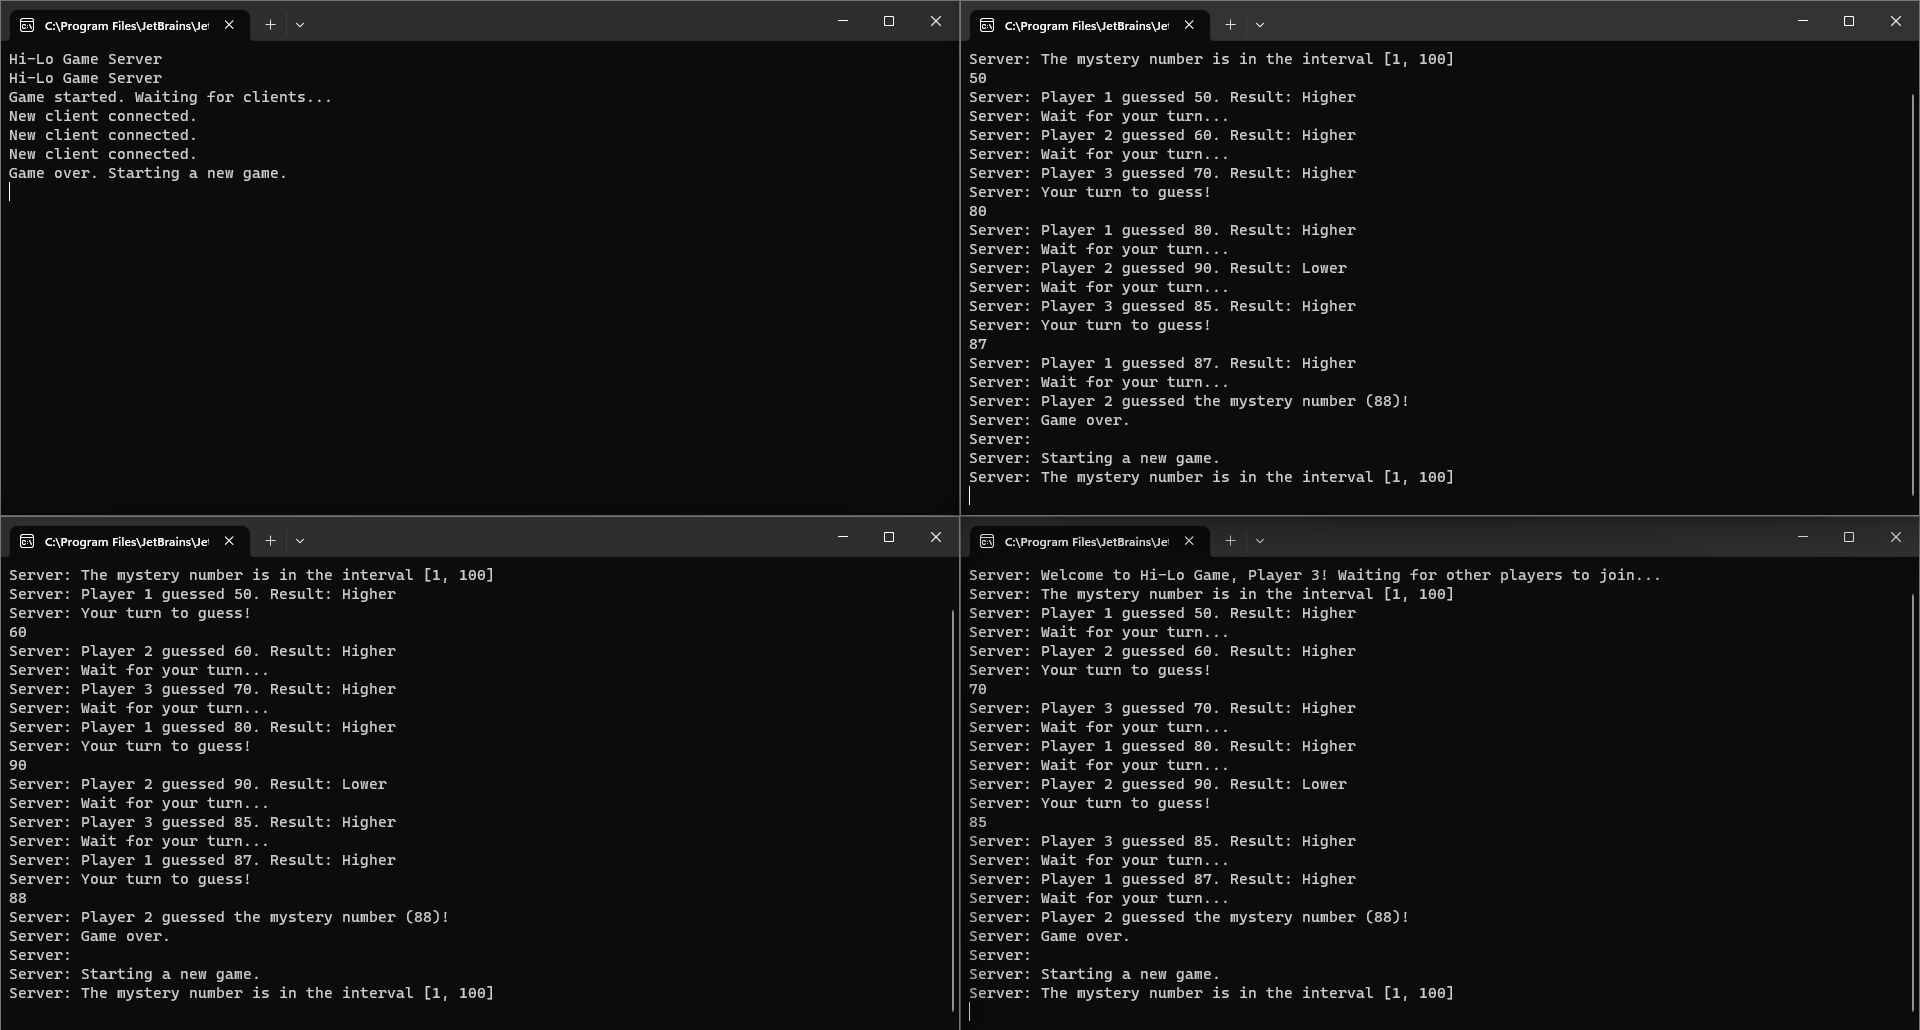 C:\Program Files\JetBrains\Jet
Hi-Lo Game Server
Hi-Lo Game Server
Game started. Waiting for clients...
New client connected.
New client connected.
New client connected.
Game over. Starting a new game.
C:\Program Files\JetBrains\Jet
Server: The mystery number is in the interval [1, 100]
50
Server: Player 1 guessed 50. Result: Higher
Server: Wait for your turn...
Server: Player 2 guessed 60. Result: Higher
Server: Wait for your turn...
Server: Player 3 guessed 70. Result: Higher
Server: Your turn to guess!
80
Server: Player 1 guessed 80. Result: Higher
Server: Wait for your turn...
Server: Player 2 guessed 90. Result: Lower
Server: Wait for your turn...
Server: Player 3 guessed 85. Result: Higher
Server: Your turn to guess!
87
Server: Player 1 guessed 87. Result: Higher
Server: Wait for your turn...
Server: Player 2 guessed the mystery number (88)!
Server: Game over.
Server:
Server: Starting a new game.
Server: The mystery number is in the interval [1, 100]
C:\Program Files\JetBrains\Jet
Server: The mystery number is in the interval [1, 100]
Server: Player 1 guessed 50. Result: Higher
Server: Your turn to guess!
60
Server: Player 2 guessed 60. Result: Higher
Server: Wait for your turn...
Server: Player 3 guessed 70. Result: Higher
Server: Wait for your turn...
Server: Player 1 guessed 80. Result: Higher
Server: Your turn to guess!
90
Server: Player 2 guessed 90. Result: Lower
Server: Wait for your turn...
Server: Player 3 guessed 85. Result: Higher
Server: Wait for your turn...
Server: Player 1 guessed 87. Result: Higher
Server: Your turn to guess!
88
Server: Player 2 guessed the mystery number (88)!
Server: Game over.
Server:
Server: Starting a new game.
Server: The mystery number is in the interval [1, 100]
C:\Program Files\JetBrains\Jet
Server: Welcome to Hi-Lo Game, Player 3! Waiting for other players to join...
Server: The mystery number is in the interval [1, 100]
Server: Player 1 guessed 50. Result: Higher
Server: Wait for your turn...
Server: Player 2 guessed 60. Result: Higher
Server: Your turn to guess!
70
Server: Player 3 guessed 70. Result: Higher
Server: Wait for your turn...
Server: Player 1 guessed 80. Result: Higher
Server: Wait for your turn...
Server: Player 2 guessed 90. Result: Lower
Server: Your turn to guess!
85
Server: Player 3 guessed 85. Result: Higher
Server: Wait for your turn...
Server: Player 1 guessed 87. Result: Higher
Server: Wait for your turn...
Server: Player 2 guessed the mystery number (88)!
Server: Game over.
Server:
Server: Starting a new game.
Server: The mystery number is in the interval [1, 100]